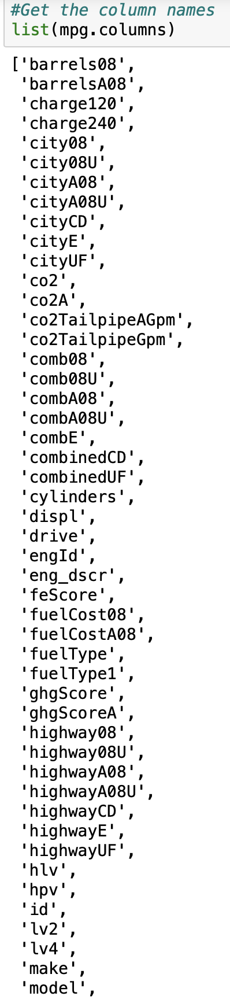 #Get the column names
list(mpg.columns)
['barrels08',
'barrelsA08',
'charge120',
'charge240',
'city08',
'city08U',
'cityA08',
'cityA08U',
'cityCD',
'cityE',
'cityUF',
'co2',
'co2A',
'co2TailpipeAGpm',
'co2TailpipeGpm',
'comb08',
'comb08U',
'combA08',
'combA08U',
'combE',
'combinedCD',
'combinedUF',
'cylinders',
'displ',
'drive',
'engId',
'eng_dscr',
'feScore',
'fuelCost08',
'fuelCostA08',
'fuelType',
'fuelType1',
'ghgScore',
'ghgScoreA',
'highway08',
'highway08U',
'highwayA08',
'highwayA08U',
'highwayCD',
'highwayE',
'highwayUF',
'hlv',
'hpv',
'id',
'lv2',
'lv4',
'make',
'model',